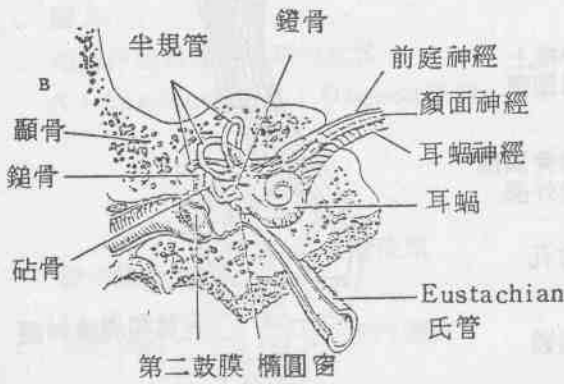 半規管
鐙骨
前庭神經
顏面神經
耳蝸神經
耳蝸
Eustachian
氏管
B
顳骨
鎚骨
砧骨
第二鼓膜
橢圓窗